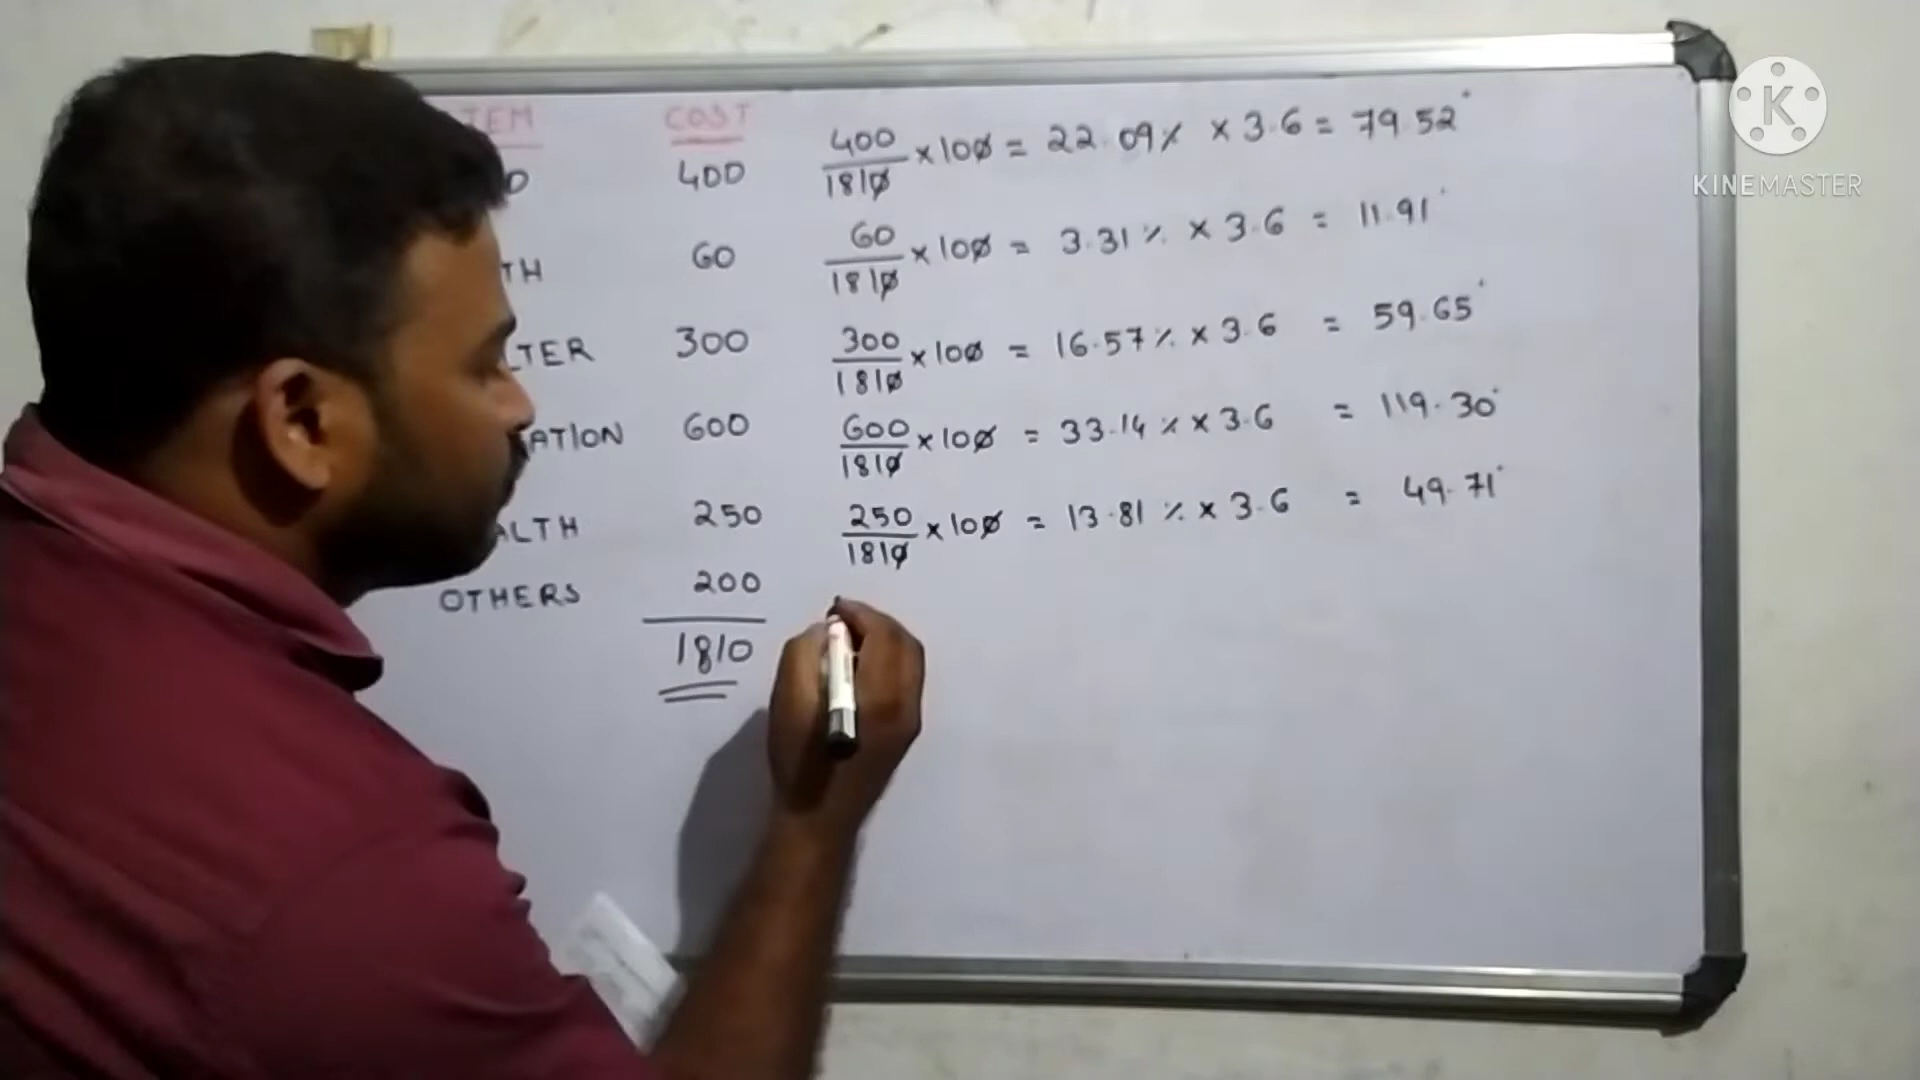 TEM COST
400/1810 x 100 = 22.09% x 3.6 = 79.52°
D 400
60/1810 x 100 = 3.31% x 3.6 = 11.91°
TH 60
LTER 300 300/1810 x 100 = 16.57% x 3.6 = 59.65°
CATION 600 600/1810 x 100 = 33.14% x 3.6 = 119.30°
ALTH 250 250/1810 x 100 = 13.81% x 3.6 = 49.71°
OTHERS 200
1810
K
KINEMASTER